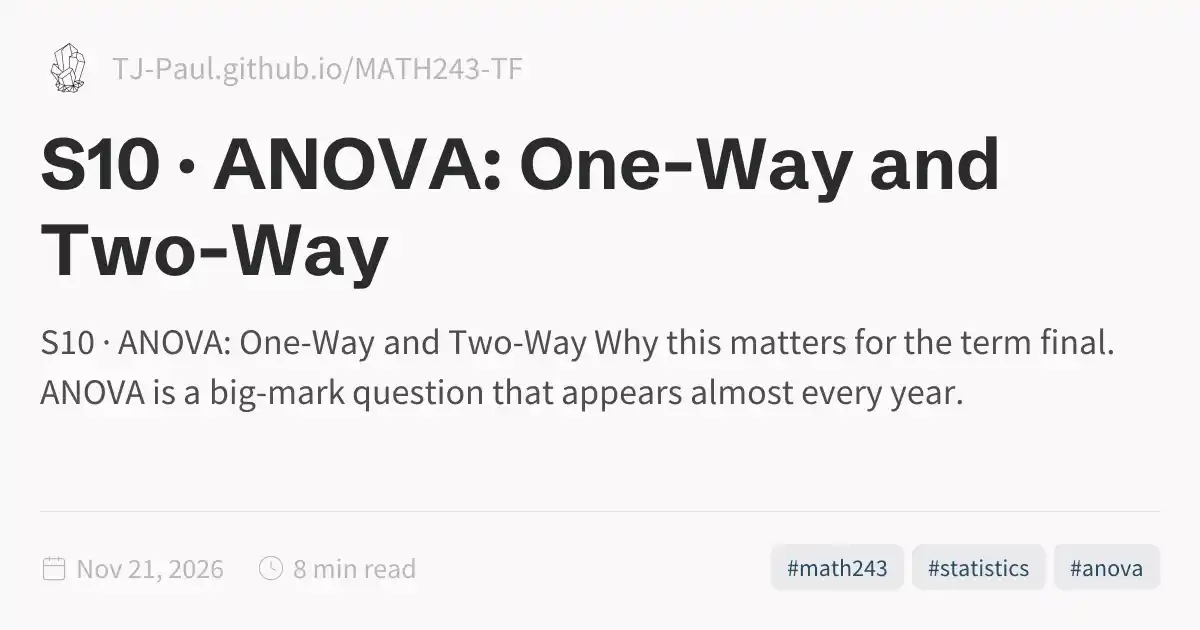 TJ-Paul.github.io/MATH243-TF
S10 · ANOVA: One-Way and
Two-Way
S10 · ANOVA: One-Way and Two-Way Why this matters for the term final.
ANOVA is a big-mark question that appears almost every year.
Nov 21, 2026 8 min read #math243 #statistics #anova